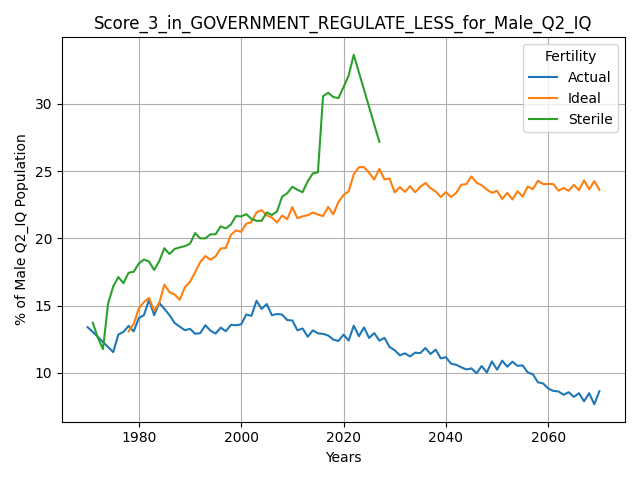 Score_3_in_GOVERNMENT_REGULATE_LESS_for_Male_Q2_IQ
Fertility
Actual
Ideal
Sterile
% of Male Q2_IQ Population
30
25
20
15
10
1980
2000
2020
2040
2060
Years